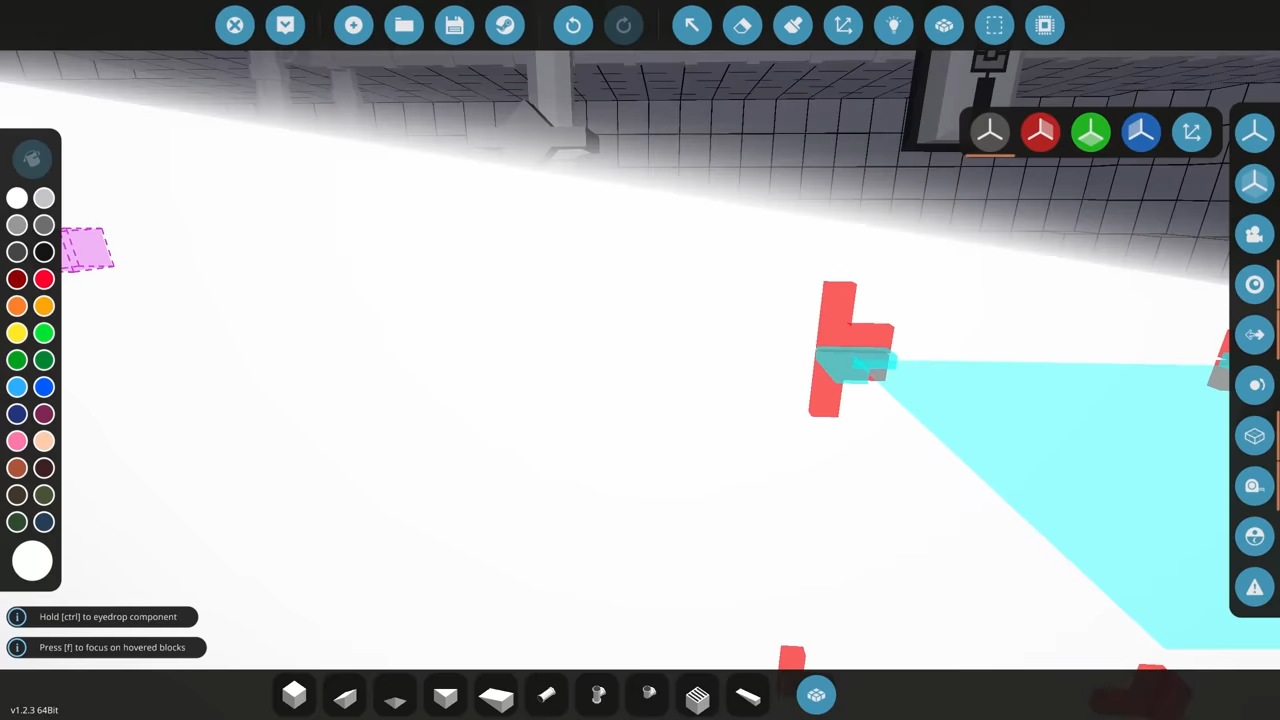 Hold [ctrl] to eyedrop component
Press [f] to focus on hovered blocks
v1.2.3 64Bit